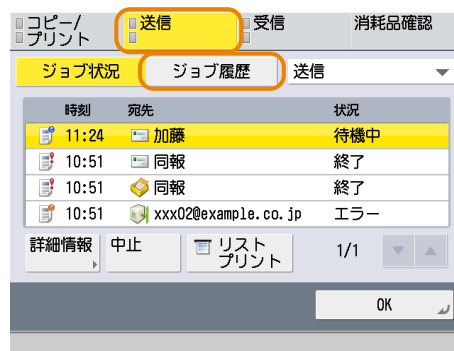 コピー/
プリント
送信
受信
消耗品確認
ジョブ状況
ジョブ履歴
送信
時刻 宛先 状況
11:24 加藤 待機中
10:51 同報 終了
10:51 同報 終了
10:51 xxx02@example.co.jp エラー
詳細情報
中止
リスト
プリント
1/1
OK